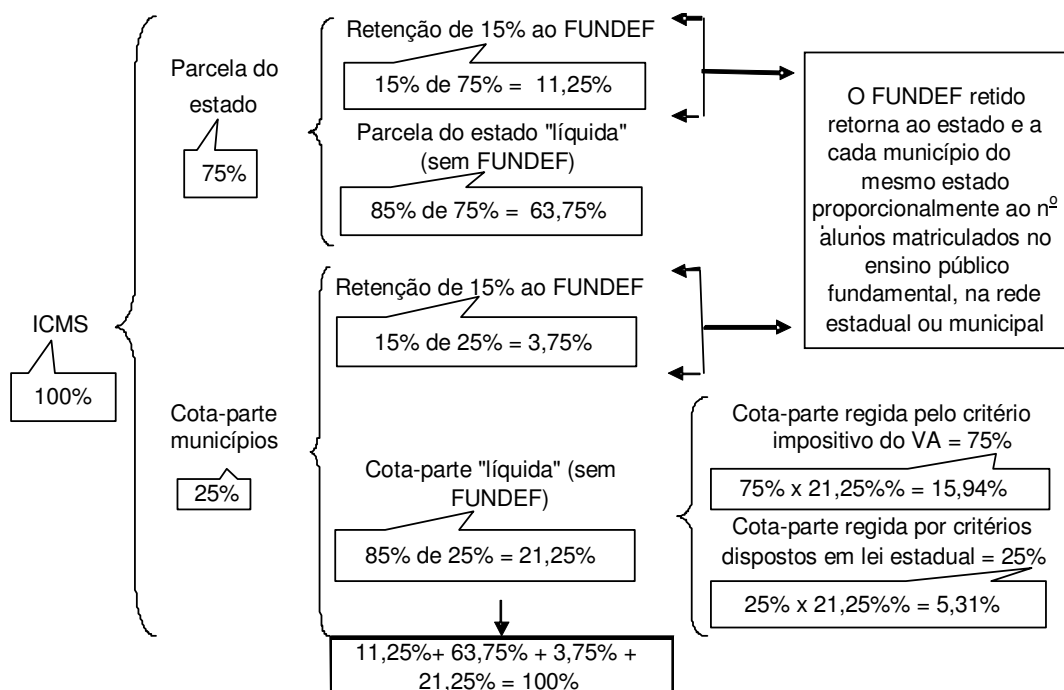 ICMS
100%
Parcela do
estado
75%
Retenção de 15% ao FUNDEF
15% de 75% = 11,25%
Parcela do estado "líquida"
(sem FUNDEF)
85% de 75% = 63,75%
Cota-parte
municípios
25%
Retenção de 15% ao FUNDEF
15% de 25% = 3,75%
Cota-parte "líquida" (sem
FUNDEF)
85% de 25% = 21,25%
11,25%+ 63,75% + 3,75% +
21,25% = 100%
O FUNDEF retido
retorna ao estado e a
cada município do
mesmo estado
proporcionalmente ao nº
alunos matriculados no
ensino público
fundamental, na rede
estadual ou municipal
Cota-parte regida pelo critério
impositivo do VA = 75%
75% x 21,25%% = 15,94%
Cota-parte regida por critérios
dispostos em lei estadual = 25%
25% x 21,25%% = 5,31%